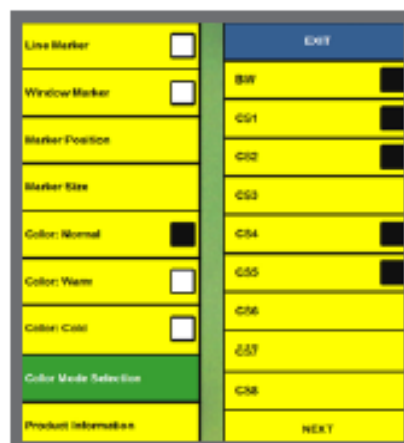 Line Marker
Window Marker
Marker Position
Marker Size
Color: Normal
Color: Warm
Color: Cold
Color Mode Selection
Product Information
EXIT
BW
CS1
CS2
CS3
CS4
CS5
CS6
CS7
CS8
NEXT